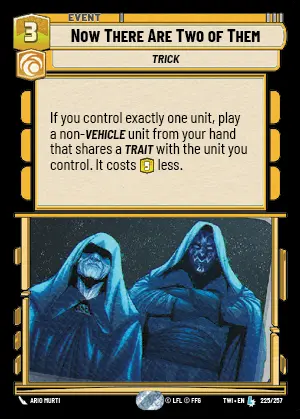 EVENT
3
NOW THERE ARE TWO OF THEM
TRICK
If you control exactly one unit, play
a non-VEHICLE unit from your hand
that shares a TRAIT with the unit you
control. It costs 5 less.
ARIO MURTI
© LFL © FFG
TWI • EN
225/257